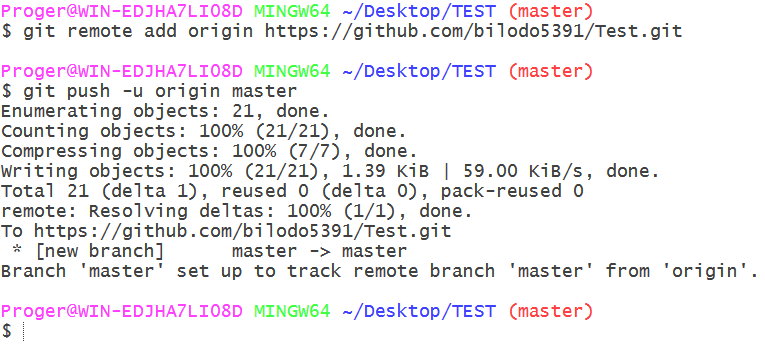 Proger@WIN-EDJHA7LIO8D MINGW64 ~/Desktop/TEST (master)
$ git remote add origin https://github.com/bilodo5391/Test.git
Proger@WIN-EDJHA7LIO8D MINGW64 ~/Desktop/TEST (master)
$ git push -u origin master
Enumerating objects: 21, done.
Counting objects: 100% (21/21), done.
Compressing objects: 100% (7/7), done.
Writing objects: 100% (21/21), 1.39 KiB | 59.00 KiB/s, done.
Total 21 (delta 1), reused 0 (delta 0), pack-reused 0
remote: Resolving deltas: 100% (1/1), done.
To https://github.com/bilodo5391/Test.git
 * [new branch]      master -> master
Branch 'master' set up to track remote branch 'master' from 'origin'.
Proger@WIN-EDJHA7LIO8D MINGW64 ~/Desktop/TEST (master)
$